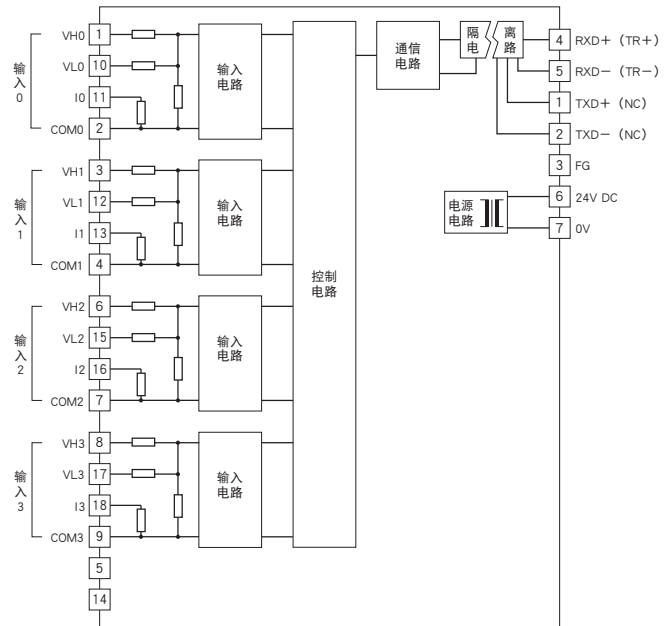 输入0
VH0 1
VL0 10
I0 11
COM0 2
输入
电路
输入1
VH1 3
VL1 12
I1 13
COM1 4
输入
电路
输入2
VH2 6
VL2 15
I2 16
COM2 7
输入
电路
输入3
VH3 8
VL3 17
I3 18
COM3 9
输入
电路
5
14
控制
电路
通信
电路
隔离
电路
4 RXD+ (TR+)
5 RXD- (TR-)
1 TXD+ (NC)
2 TXD- (NC)
3 FG
电源
电路
6 24V DC
7 0V